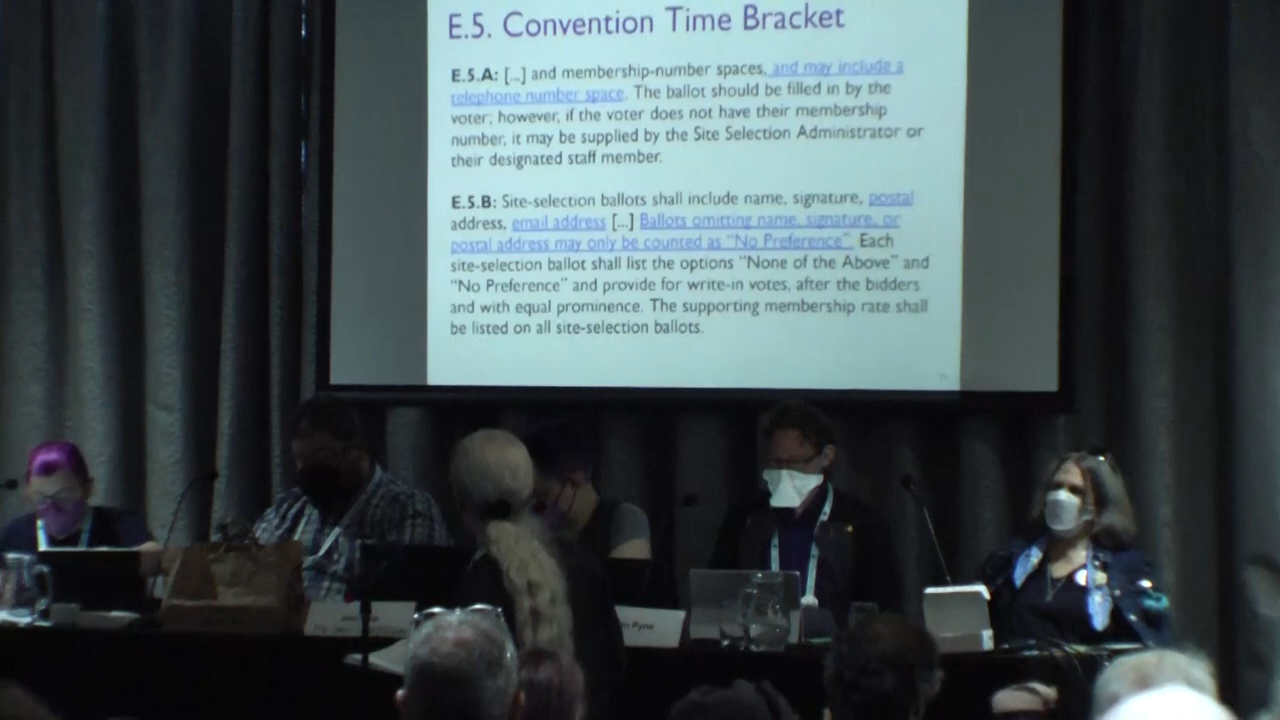 E.5. Convention Time Bracket
E.5.A: [...] and membership-number spaces, and may include a
telephone number space. The ballot should be filled in by the
voter; however, if the voter does not have their membership
number, it may be supplied by the Site Selection Administrator or
their designated staff member.
E.5.B: Site-selection ballots shall include name, signature, postal
address, email address [...] Ballots omitting name, signature, or
postal address may only be counted as "No Preference". Each
site-selection ballot shall list the options "None of the Above" and
"No Preference" and provide for write-in votes, after the bidders
and with equal prominence. The supporting membership rate shall
be listed on all site-selection ballots.
Pyne